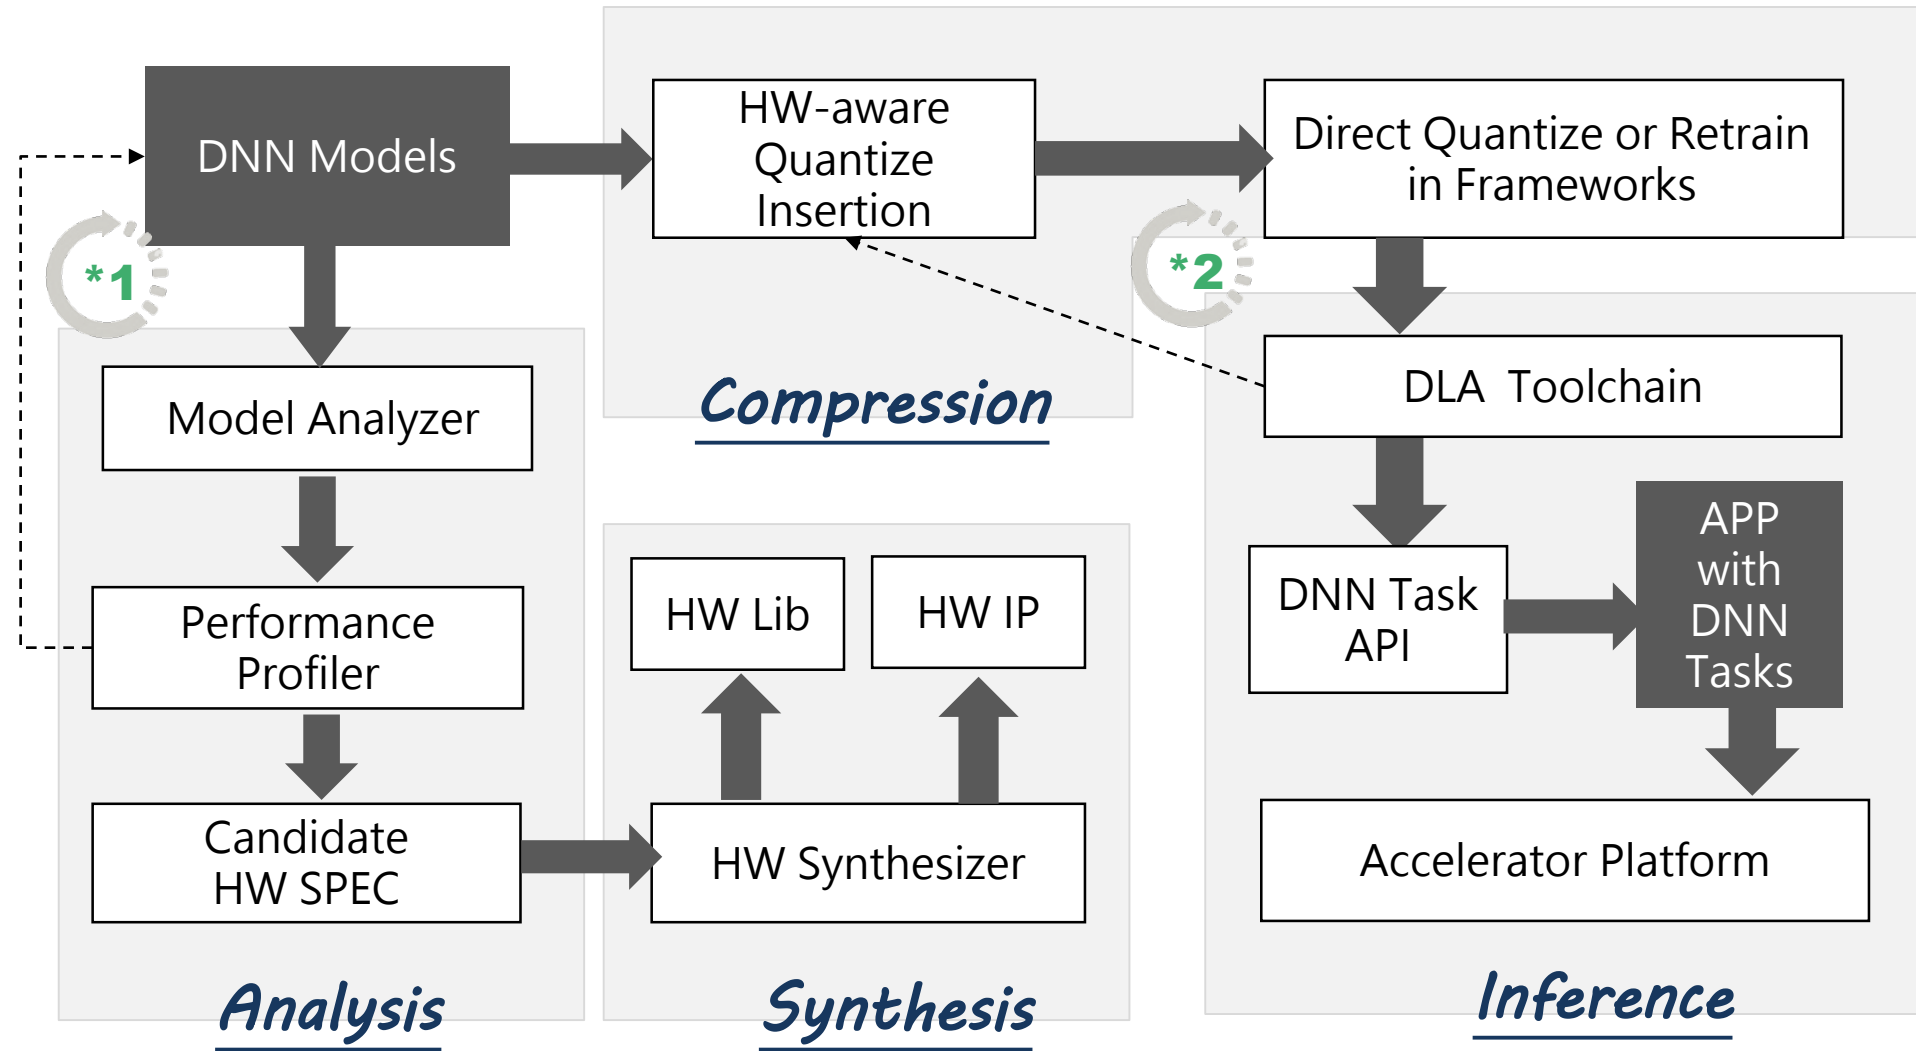 DNN Models
HW-aware
Quantize
Insertion
Direct Quantize or Retrain
in Frameworks
*1
*2
Compression
Model Analyzer
Performance
Profiler
Candidate
HW SPEC
Analysis
HW Lib
HW IP
HW Synthesizer
Synthesis
DLA Toolchain
DNN Task
API
APP
with
DNN
Tasks
Accelerator Platform
Inference